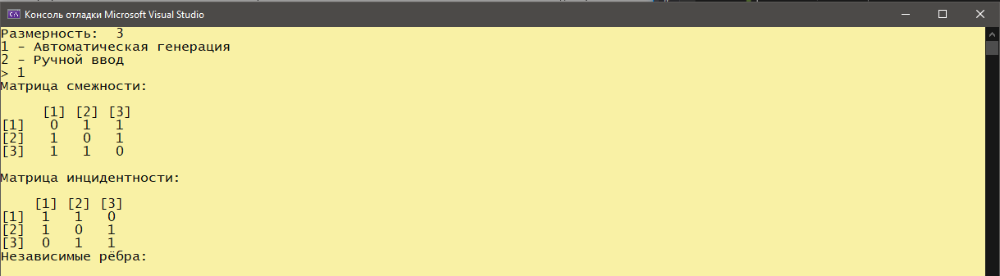 Консоль отладки Microsoft Visual Studio
Размерность:  3
1 - Автоматическая генерация
2 - Ручной ввод
> 1
Матрица смежности:
     [1] [2] [3]
[1]   0   1   1
[2]   1   0   1
[3]   1   1   0
Матрица инцидентности:
    [1] [2] [3]
[1]  1   1   0
[2]  1   0   1
[3]  0   1   1
Независимые рёбра: